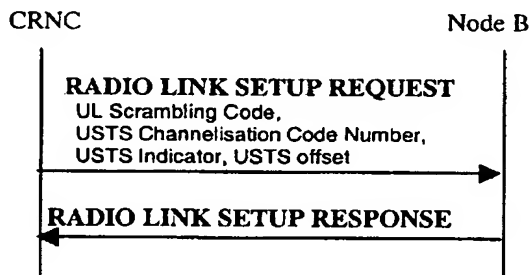 CRNC
Node B
RADIO LINK SETUP REQUEST
UL Scrambling Code,
USTS Channelisation Code Number,
USTS Indicator, USTS offset
RADIO LINK SETUP RESPONSE